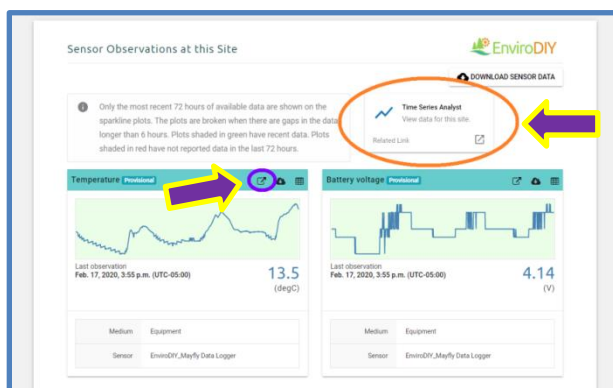 Sensor Observations at this Site
EnviroDIY
DOWNLOAD SENSOR DATA
Only the most recent 72 hours of available data are shown on the
sparkline plots. The plots are broken when there are gaps in the data
longer than 6 hours. Plots shaded in green have recent data. Plots
shaded in red have not reported data in the last 72 hours.
Time Series Analyst
View data for this site.
Related Link
Temperature Provisional
Last observation
Feb. 17, 2020, 3:55 p.m. (UTC-05:00)
13.5
(degC)
Medium Equipment
Sensor EnviroDIY_Mayfly Data Logger
Battery voltage Provisional
Last observation
Feb. 17, 2020, 3:55 p.m. (UTC-05:00)
4.14
(V)
Medium Equipment
Sensor EnviroDIY_Mayfly Data Logger